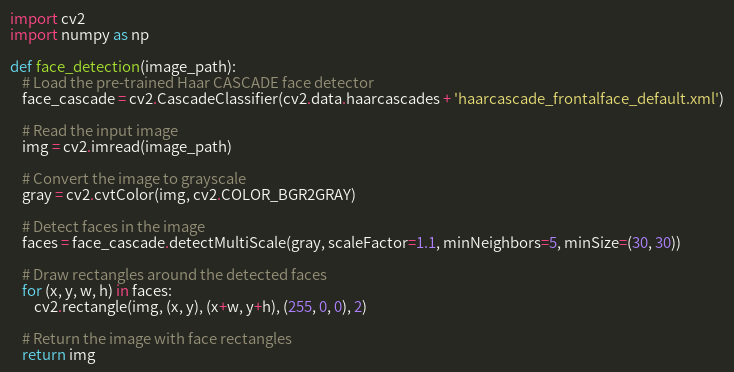 import cv2
import numpy as np
def face_detection(image_path):
# Load the pre-trained Haar CASCADE face detector
face_cascade = cv2.CascadeClassifier(cv2.data.haarcascades + 'haarcascade_frontalface_default.xml')
# Read the input image
img = cv2.imread(image_path)
# Convert the image to grayscale
gray = cv2.cvtColor(img, cv2.COLOR_BGR2GRAY)
# Detect faces in the image
faces = face_cascade.detectMultiScale(gray, scaleFactor=1.1, minNeighbors=5, minSize=(30, 30))
# Draw rectangles around the detected faces
for (x, y, w, h) in faces:
cv2.rectangle(img, (x, y), (x+w, y+h), (255, 0, 0), 2)
# Return the image with face rectangles
return img